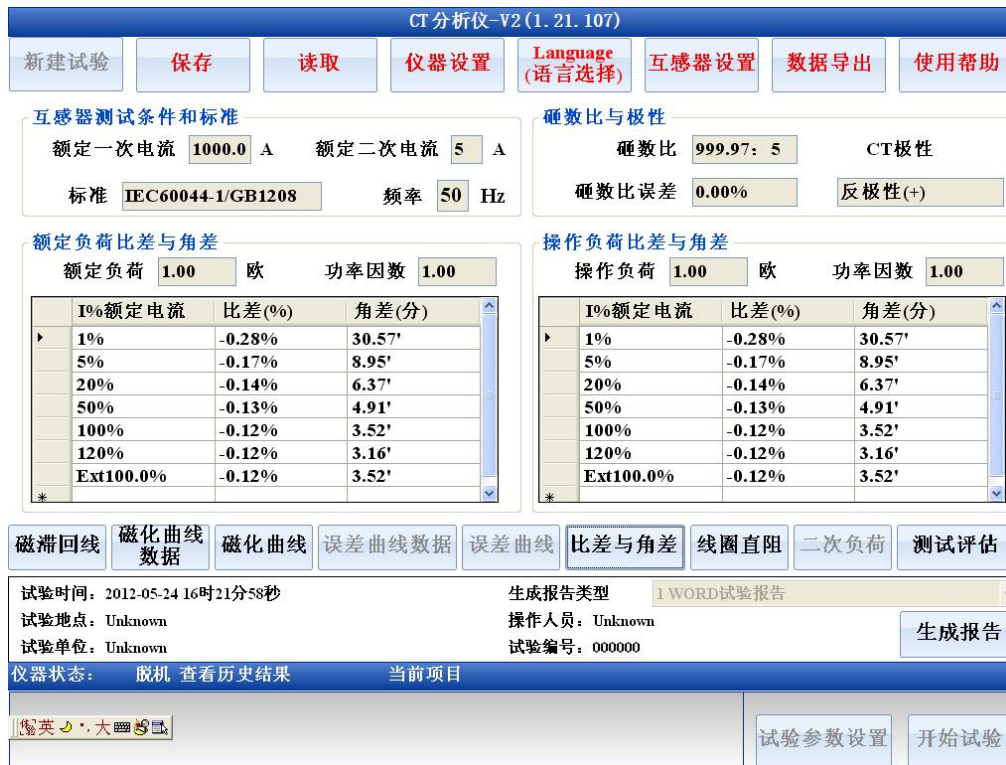 CT分析仪-V2(1.21.107)
新建试验 保存 读取 仪器设置 Language (语言选择) 互感器设置 数据导出 使用帮助
互感器测试条件和标准
额定一次电流 1000.0 A 额定二次电流 5 A
标准 IEC60044-1/GB1208 频率 50 Hz
砸数比与极性
砸数比 999.97: 5 CT极性
砸数比误差 0.00% 反极性(+)
额定负荷比差与角差
额定负荷 1.00 欧 功率因数 1.00
I%额定电流 比差(%) 角差(分)
1% -0.28% 30.57'
5% -0.17% 8.95'
20% -0.14% 6.37'
50% -0.13% 4.91'
100% -0.12% 3.52'
120% -0.12% 3.16'
Ext100.0% -0.12% 3.52'
操作负荷比差与角差
操作负荷 1.00 欧 功率因数 1.00
I%额定电流 比差(%) 角差(分)
1% -0.28% 30.57'
5% -0.17% 8.95'
20% -0.14% 6.37'
50% -0.13% 4.91'
100% -0.12% 3.52'
120% -0.12% 3.16'
Ext100.0% -0.12% 3.52'
磁滞回线 磁化曲线数据 磁化曲线 误差曲线数据 误差曲线 比差与角差 线圈直阻 二次负荷 测试评估
试验时间: 2012-05-24 16时21分58秒 生成报告类型 1 WORD试验报告
试验地点: Unknown 操作人员: Unknown
试验单位: Unknown 试验编号: 000000
生成报告
仪器状态: 脱机 查看历史结果 当前项目
英 大
试验参数设置 开始试验